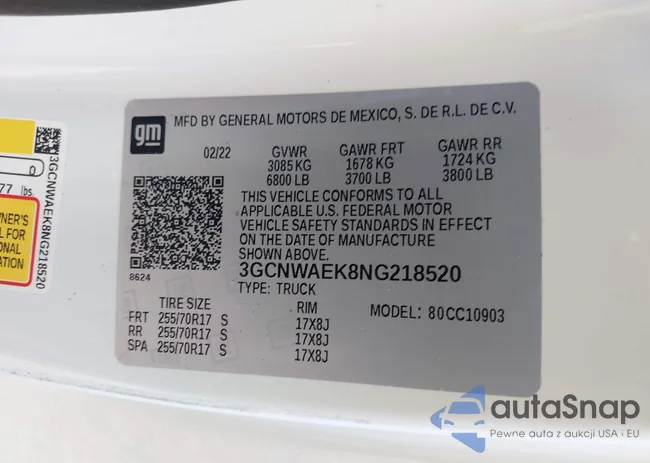 gm
MFD BY GENERAL MOTORS DE MEXICO, S. DE R.L. DE C.V.
02/22 GVWR GAWR FRT GAWR RR
3085 KG 1678 KG 1724 KG
6800 LB 3700 LB 3800 LB
THIS VEHICLE CONFORMS TO ALL
APPLICABLE U.S. FEDERAL MOTOR
VEHICLE SAFETY STANDARDS IN EFFECT
ON THE DATE OF MANUFACTURE
SHOWN ABOVE.
8624
3GCNWAEK8NG218520
TYPE: TRUCK
TIRE SIZE RIM MODEL: 80CC10903
FRT 255/70R17 S 17X8J
RR 255/70R17 S 17X8J
SPA 255/70R17 S 17X8J
0
77 lbs.
3GCNWAEK8NG218520
autaSnap
Pewne auta z aukcji USA i EU